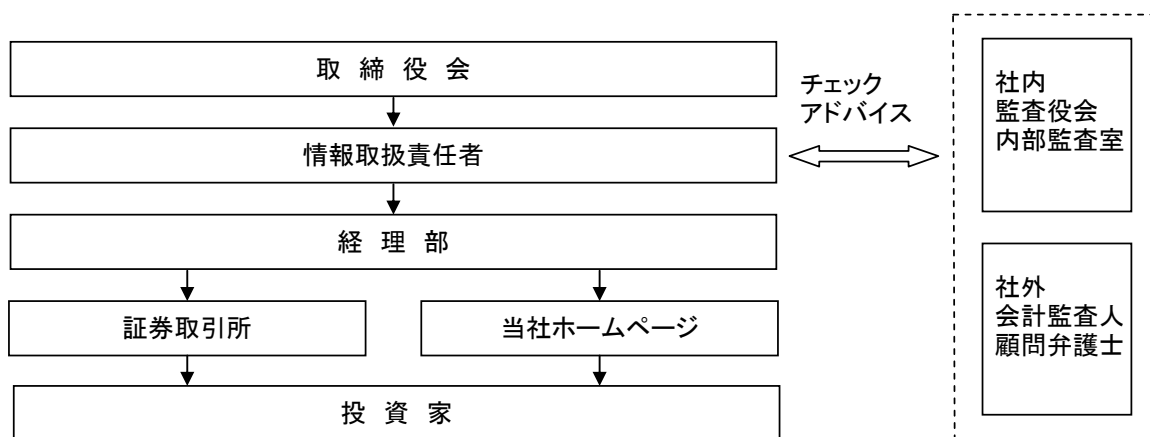 取締役会
情報取扱責任者
経理部
証券取引所
当社ホームページ
投資家
チェック
アドバイス
社内
監査役会
内部監査室
社外
会計監査人
顧問弁護士